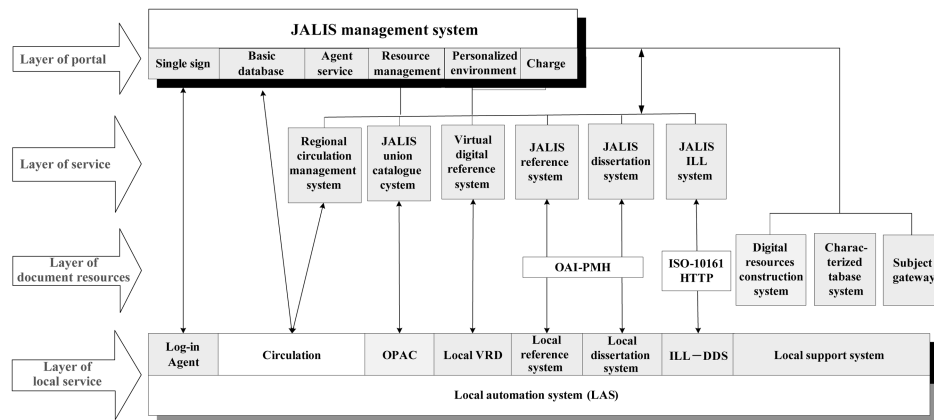 JALIS management system
Layer of portal
Single sign
Basic
database
Agent
service
Resource
management
Personalized
environment
Charge
Layer of service
Regional
circulation
management
system
JALIS
union
catalogue
cystem
Virtual
digital
reference
system
JALIS
reference
system
JALIS
dissertation
system
JALIS
ILL
system
Layer of
document resources
OAI-PMH
ISO-10161
HTTP
Digital
resources
construction
system
Charac-
terized
tabase
system
Subject
gateway
Layer of
local service
Log-in
Agent
Circulation
OPAC
Local VRD
Local
reference
system
Local
dissertation
system
ILL－DDS
Local support system
Local automation system (LAS)